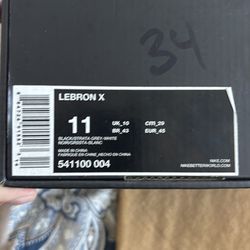 34
LEBRON X
11
UK_10 CM_29
BR_43 EUR_45
BLACK/STRATA GREY-WHITE
NOIR/GRSSTA-BLANC
MADE IN CHINA
FABRIQUE EN CHINE, HECHO EN CHINA
541100 004
NIKE.COM
NIKEBETTERWORLD.COM